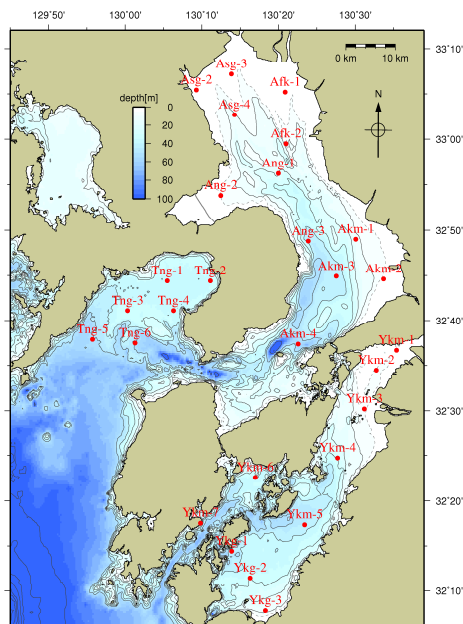 129°50' 130°00' 130°10' 130°20' 130°30'
33°10'
0 km 10 km
Asg-3
Asg-2
Afk-1
depth[m]
0
20
40
60
80
100
Asg-4
N
Afk-2
33°00'
Ang-1
Ang-2
32°50'
Ang-3
Akm-1
Tng-1
Tng-2
Akm-3
Akm-2
Tng-3
Tng-4
32°40'
Tng-5
Tng-6
Akm-4
Ykm-1
Ykm-2
Ykm-3
32°30'
Ykm-4
Ykm-6
32°20'
Ykm-7
Ykm-5
Ykg-1
Ykg-2
32°10'
Ykg-3